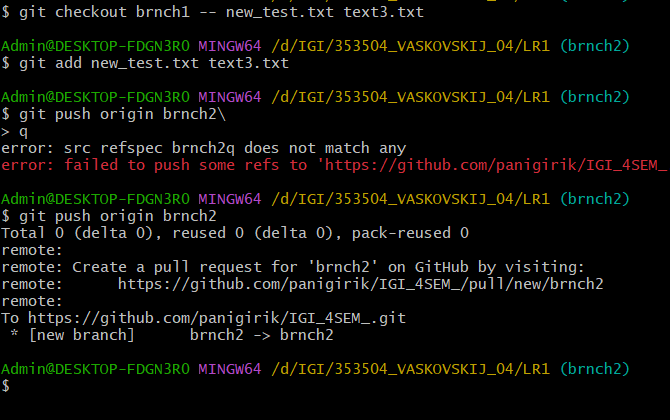 $ git checkout brnch1 -- new_test.txt text3.txt
Admin@DESKTOP-FDGN3R0 MINGW64 /d/IGI/353504_VASKOVSKIJ_04/LR1 (brnch2)
$ git add new_test.txt text3.txt
Admin@DESKTOP-FDGN3R0 MINGW64 /d/IGI/353504_VASKOVSKIJ_04/LR1 (brnch2)
$ git push origin brnch2\
> q
error: src refspec brnch2q does not match any
error: failed to push some refs to 'https://github.com/panigirik/IGI_4SEM_
Admin@DESKTOP-FDGN3R0 MINGW64 /d/IGI/353504_VASKOVSKIJ_04/LR1 (brnch2)
$ git push origin brnch2
Total 0 (delta 0), reused 0 (delta 0), pack-reused 0
remote:
remote: Create a pull request for 'brnch2' on GitHub by visiting:
remote:      https://github.com/panigirik/IGI_4SEM_/pull/new/brnch2
remote:
To https://github.com/panigirik/IGI_4SEM_.git
 * [new branch]      brnch2 -> brnch2
Admin@DESKTOP-FDGN3R0 MINGW64 /d/IGI/353504_VASKOVSKIJ_04/LR1 (brnch2)
$